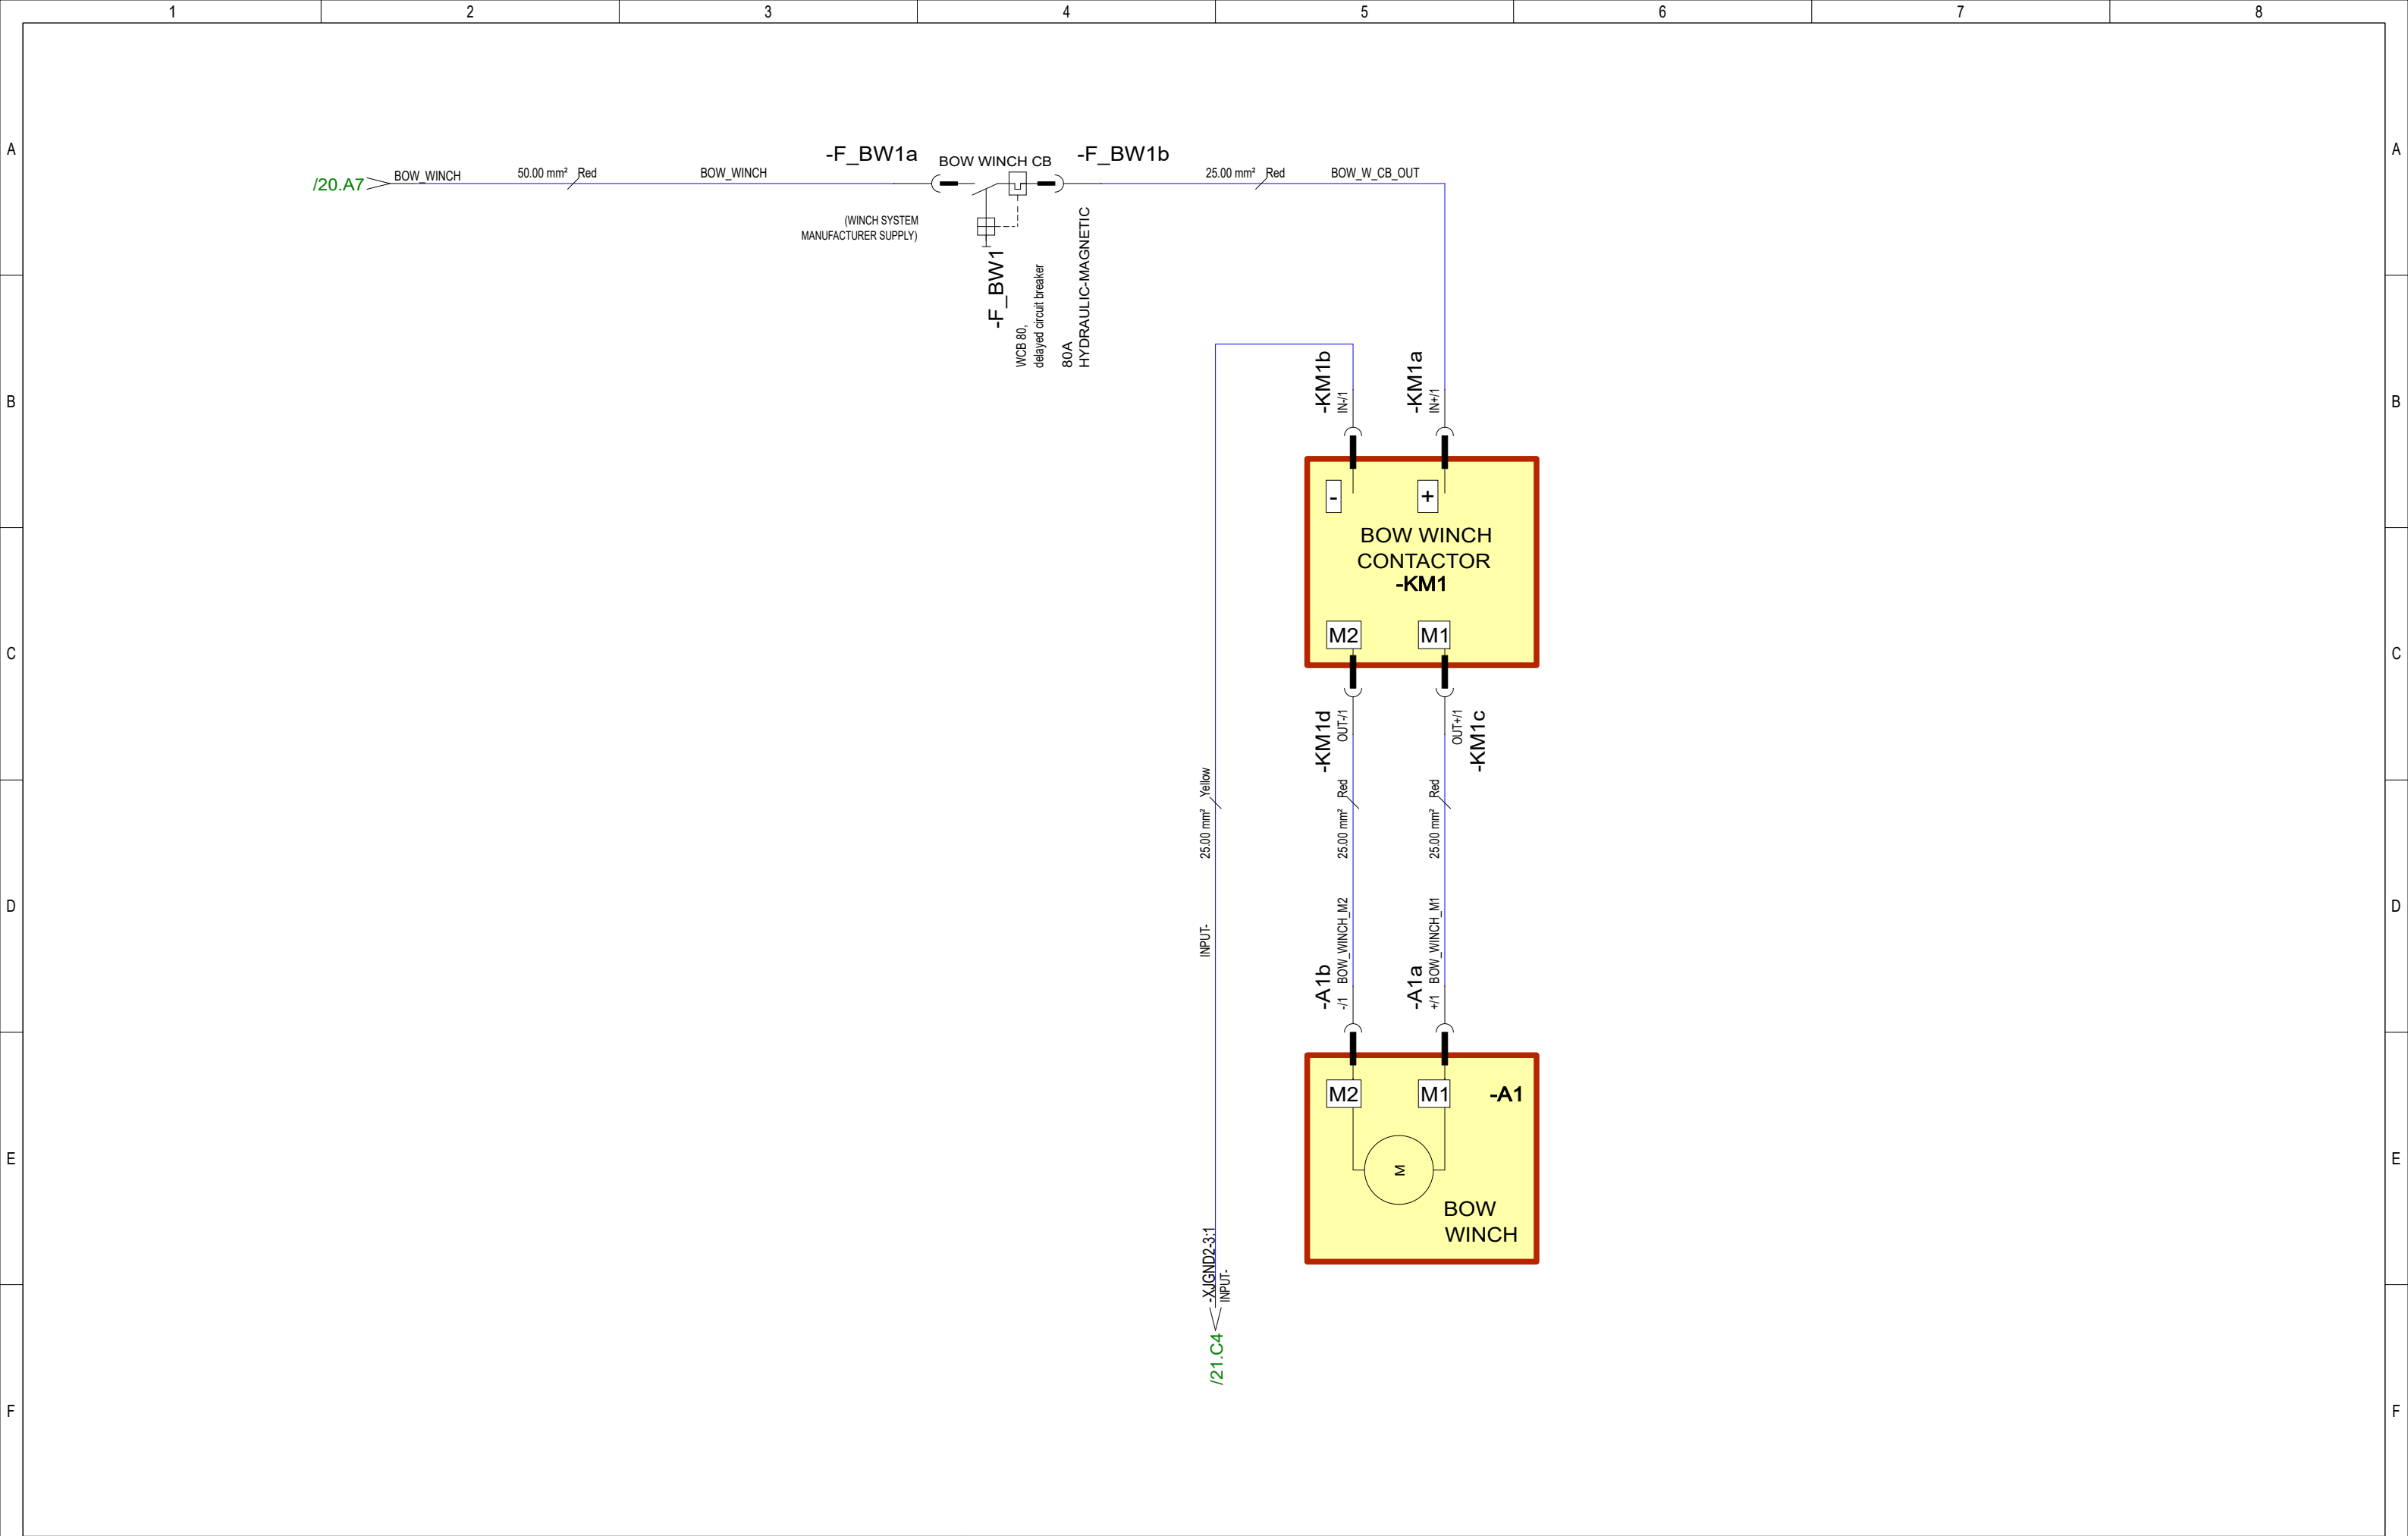 1 2 3 4 5 6 7 8
A A
-F_BW1a BOW WINCH CB -F_BW1b
/20.A7 BOW_WINCH 50.00 mm² Red BOW_WINCH 25.00 mm² Red BOW_W_CB_OUT
(WINCH SYSTEM
MANUFACTURER SUPPLY)
-F_BW1
WCB 80,
delayed circuit breaker
80A
HYDRAULIC-MAGNETIC
B B
-KM1b
IN-/1
-KM1a
IN+/1
- +
BOW WINCH
CONTACTOR
-KM1
M2 M1
C C
-KM1d
OUT-/1
OUT+/1
-KM1c
25.00 mm² Yellow
25.00 mm² Red
25.00 mm² Red
D D
INPUT-
BOW_WINCH_M2
BOW_WINCH_M1
-A1b
-/1
-A1a
+/1
M2 M1 -A1
E E
M
BOW
WINCH
-XJGND2-3:1
INPUT-
/21.C4
F F